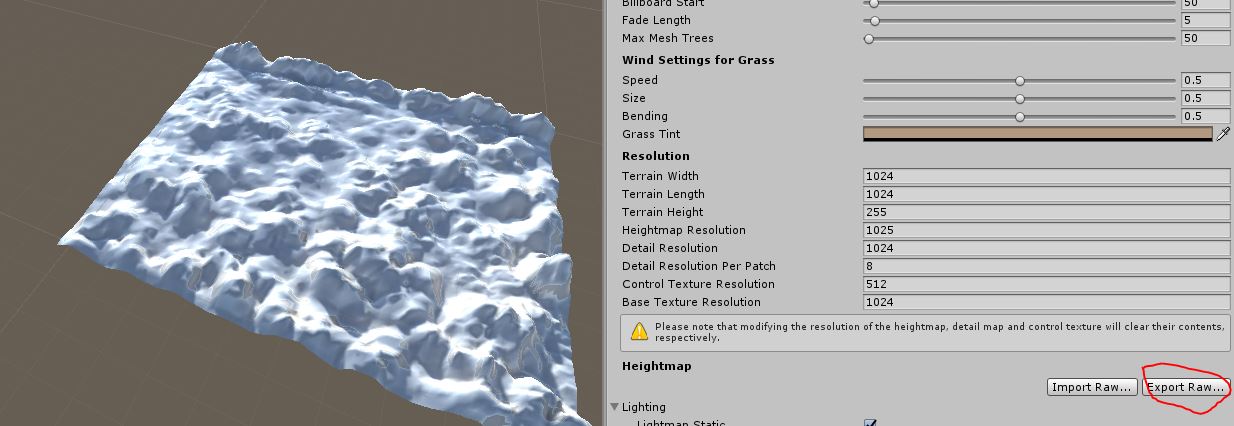 Billboard Start 50
Fade Length 5
Max Mesh Trees 50
Wind Settings for Grass
Speed 0.5
Size 0.5
Bending 0.5
Grass Tint
Resolution
Terrain Width 1024
Terrain Length 1024
Terrain Height 255
Heightmap Resolution 1025
Detail Resolution 1024
Detail Resolution Per Patch 8
Control Texture Resolution 512
Base Texture Resolution 1024
Please note that modifying the resolution of the heightmap, detail map and control texture will clear their contents,
respectively.
Heightmap
Import Raw... Export Raw...
Lighting
Lightmap Static